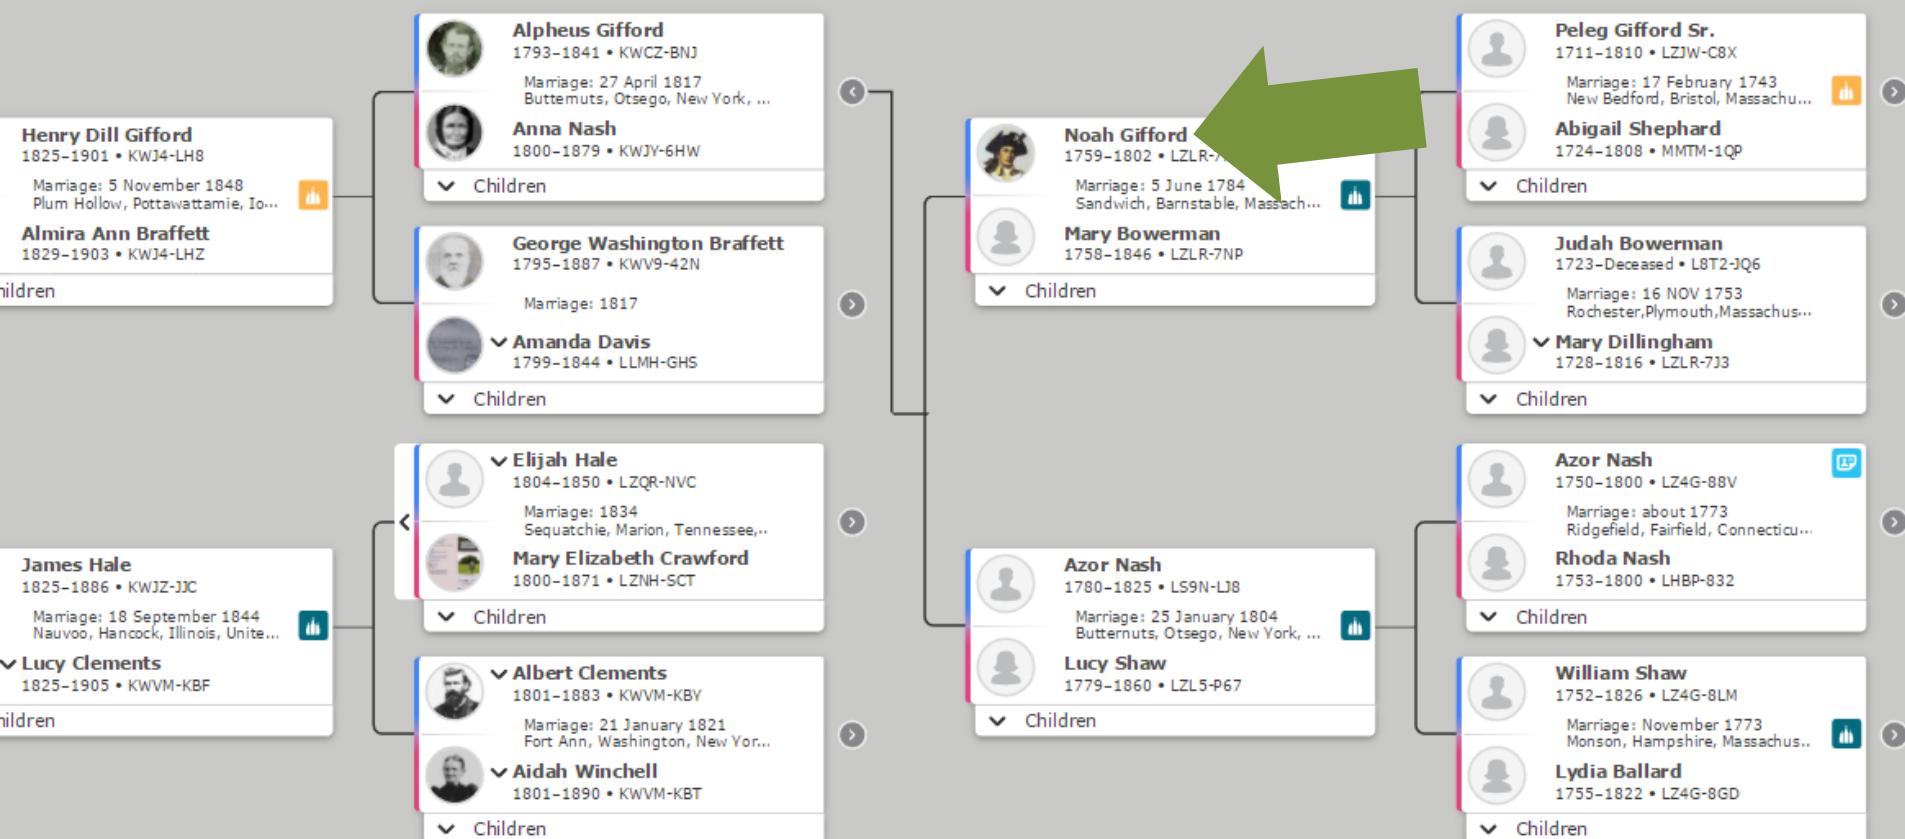 Henry Dill Gifford
1825–1901 • KWJ4-LH8
Marriage: 5 November 1848
Plum Hollow, Pottawattamie, Io...
Almira Ann Braffett
1829–1903 • KWJ4-LHZ
hildren
James Hale
1825–1886 • KWJZ-JJC
Marriage: 18 September 1844
Nauvoo, Hancock, Illinois, Unite...
Lucy Clements
1825–1905 • KWVM-KBF
hildren
Alpheus Gifford
1793–1841 • KWCZ-BNJ
Marriage: 27 April 1817
Butternuts, Otsego, New York, ...
Anna Nash
1800–1879 • KWJY-6HW
Children
George Washington Braffett
1795–1887 • KWV9-42N
Marriage: 1817
Amanda Davis
1799–1844 • LLMH-GHS
Children
Elijah Hale
1804–1850 • LZQR-NVC
Marriage: 1834
Sequatchie, Marion, Tennessee,..
Mary Elizabeth Crawford
1800–1871 • LZNH-SCT
Children
Albert Clements
1801–1883 • KWVM-KBY
Marriage: 21 January 1821
Fort Ann, Washington, New Yor...
Aidah Winchell
1801–1890 • KWVM-KBT
Children
Noah Gifford
1759–1802 • LZLR-7
Marriage: 5 June 1784
Sandwich, Barnstable, Massach...
Mary Bowerman
1758–1846 • LZLR-7NP
Children
Azor Nash
1780–1825 • LS9N-LJ8
Marriage: 25 January 1804
Butternuts, Otsego, New York, ...
Lucy Shaw
1779–1860 • LZL5-P67
Children
Peleg Gifford Sr.
1711–1810 • LZJW-C8X
Marriage: 17 February 1743
New Bedford, Bristol, Massachu...
Abigail Shephard
1724–1808 • MMTM-1QP
Children
Judah Bowerman
1723–Deceased • L8T2-JQ6
Marriage: 16 NOV 1753
Rochester,Plymouth,Massachus...
Mary Dillingham
1728–1816 • LZLR-7J3
Children
Azor Nash
1750–1800 • LZ4G-88V
Marriage: about 1773
Ridgefield, Fairfield, Connecticu...
Rhoda Nash
1753–1800 • LHBP-832
Children
William Shaw
1752–1826 • LZ4G-8LM
Marriage: November 1773
Monson, Hampshire, Massachus..
Lydia Ballard
1755–1822 • LZ4G-8GD
Children